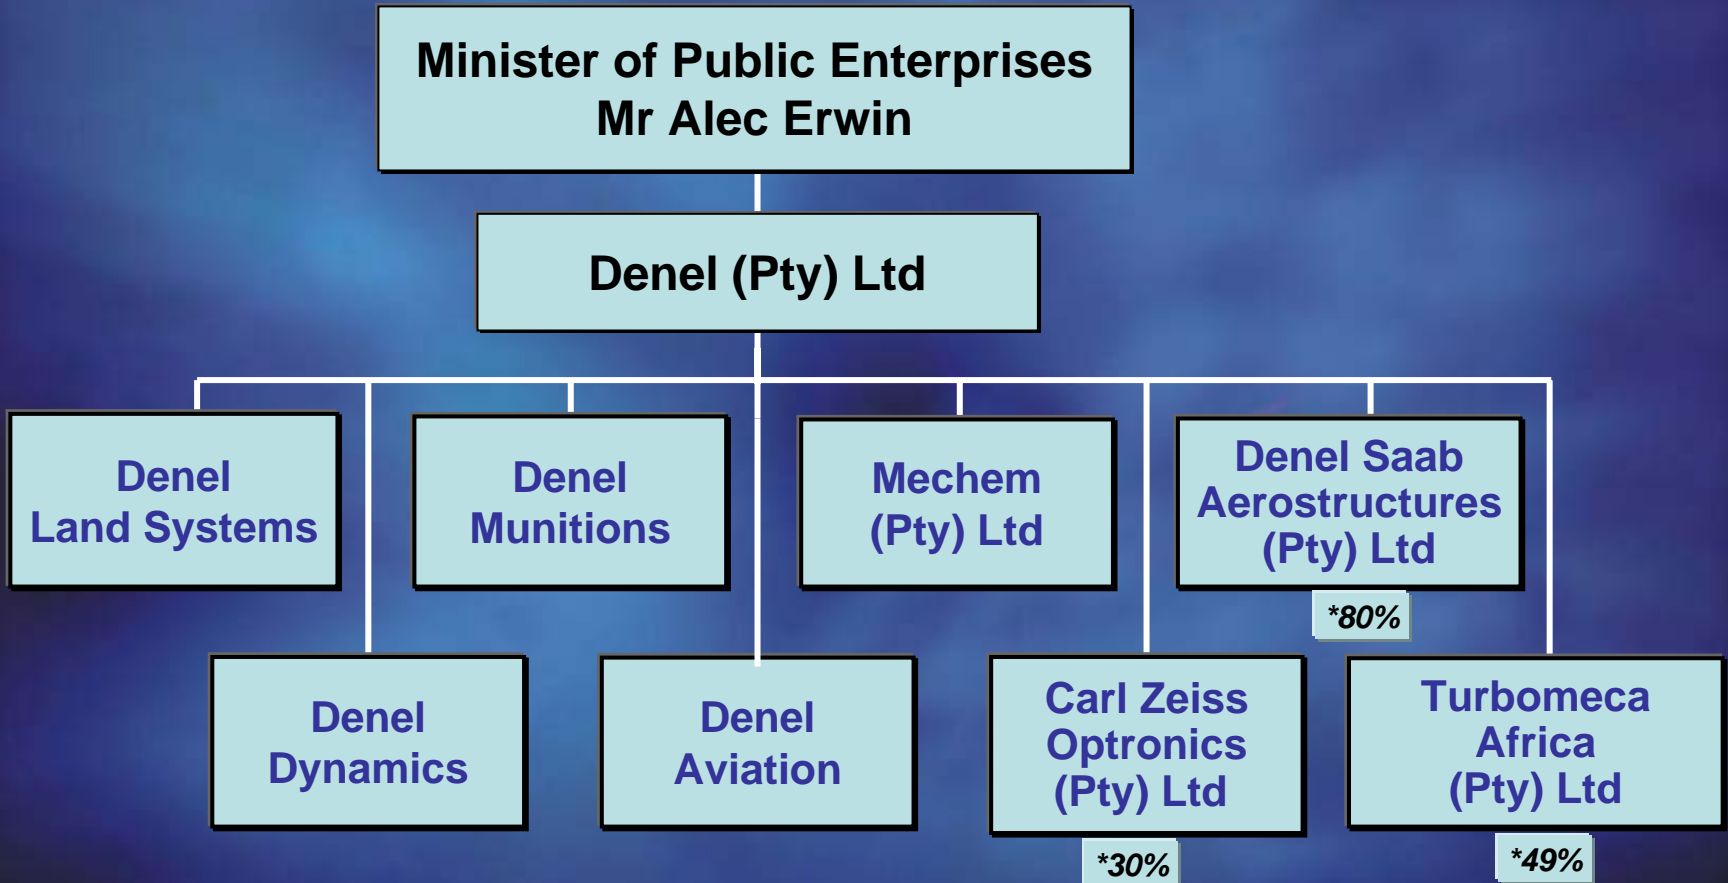 Minister of Public Enterprises
Mr Alec Erwin
Denel (Pty) Ltd
Denel
Land Systems
Denel
Munitions
Mechem
(Pty) Ltd
Denel Saab
Aerostructures
(Pty) Ltd
*80%
Denel
Dynamics
Denel
Aviation
Carl Zeiss
Optronics
(Pty) Ltd
*30%
Turbomeca
Africa
(Pty) Ltd
*49%